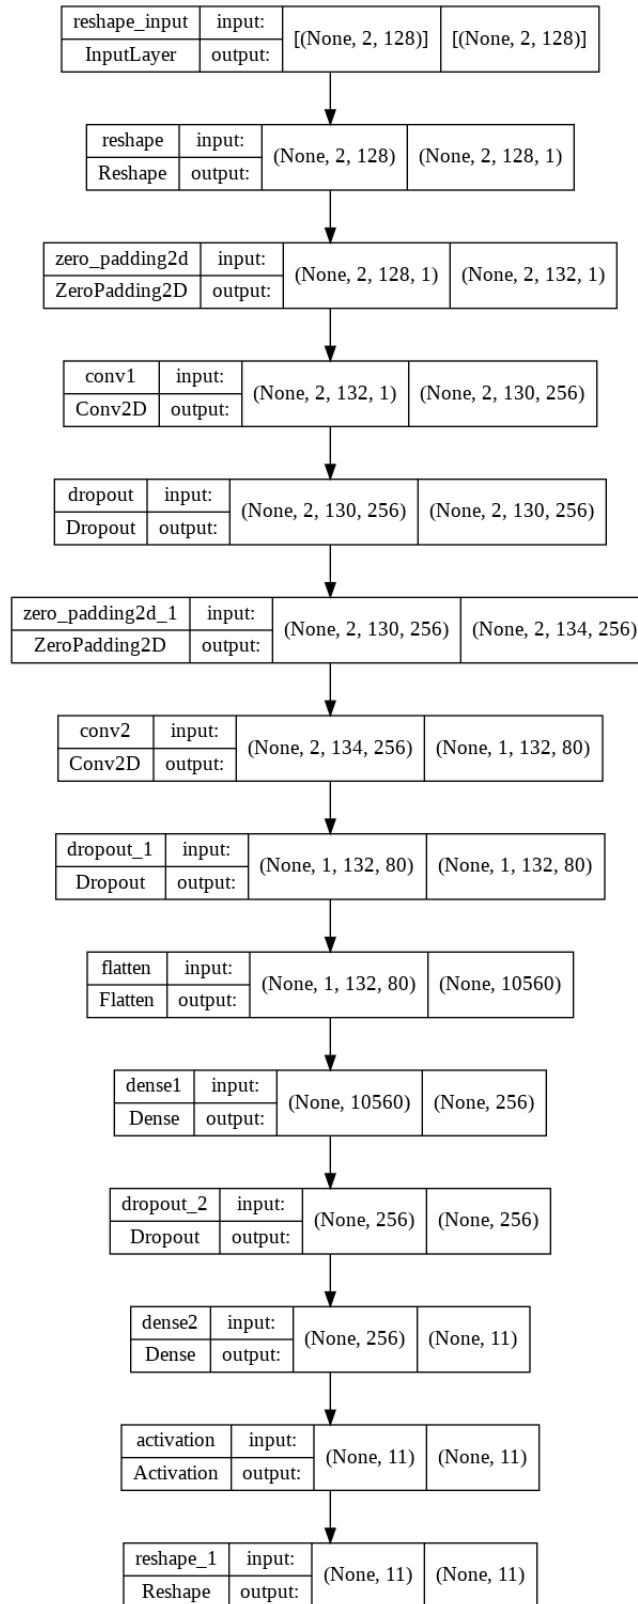 reshape_input input: [(None, 2, 128)] [(None, 2, 128)]
InputLayer output:
reshape input: (None, 2, 128) (None, 2, 128, 1)
Reshape output:
zero_padding2d input: (None, 2, 128, 1) (None, 2, 132, 1)
ZeroPadding2D output:
conv1 input: (None, 2, 132, 1) (None, 2, 130, 256)
Conv2D output:
dropout input: (None, 2, 130, 256) (None, 2, 130, 256)
Dropout output:
zero_padding2d_1 input: (None, 2, 130, 256) (None, 2, 134, 256)
ZeroPadding2D output:
conv2 input: (None, 2, 134, 256) (None, 1, 132, 80)
Conv2D output:
dropout_1 input: (None, 1, 132, 80) (None, 1, 132, 80)
Dropout output:
flatten input: (None, 1, 132, 80) (None, 10560)
Flatten output:
dense1 input: (None, 10560) (None, 256)
Dense output:
dropout_2 input: (None, 256) (None, 256)
Dropout output:
dense2 input: (None, 256) (None, 11)
Dense output:
activation input: (None, 11) (None, 11)
Activation output:
reshape_1 input: (None, 11) (None, 11)
Reshape output: